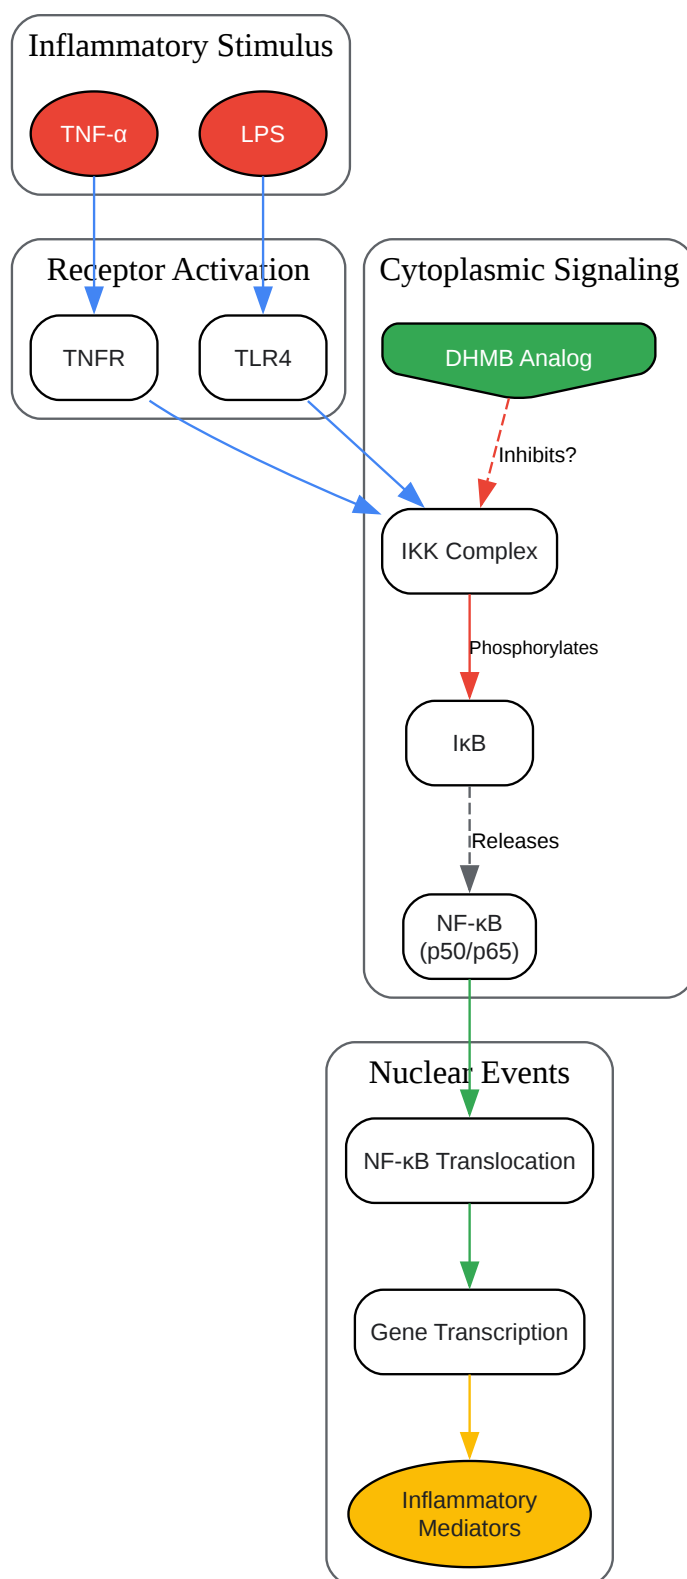 Inflammatory Stimulus
TNF-α
LPS
Receptor Activation
TNFR
TLR4
Cytoplasmic Signaling
DHMB Analog
Inhibits?
IKK Complex
Phosphorylates
IκB
Releases
NF-κB
(p50/p65)
Nuclear Events
NF-κB Translocation
Gene Transcription
Inflammatory
Mediators